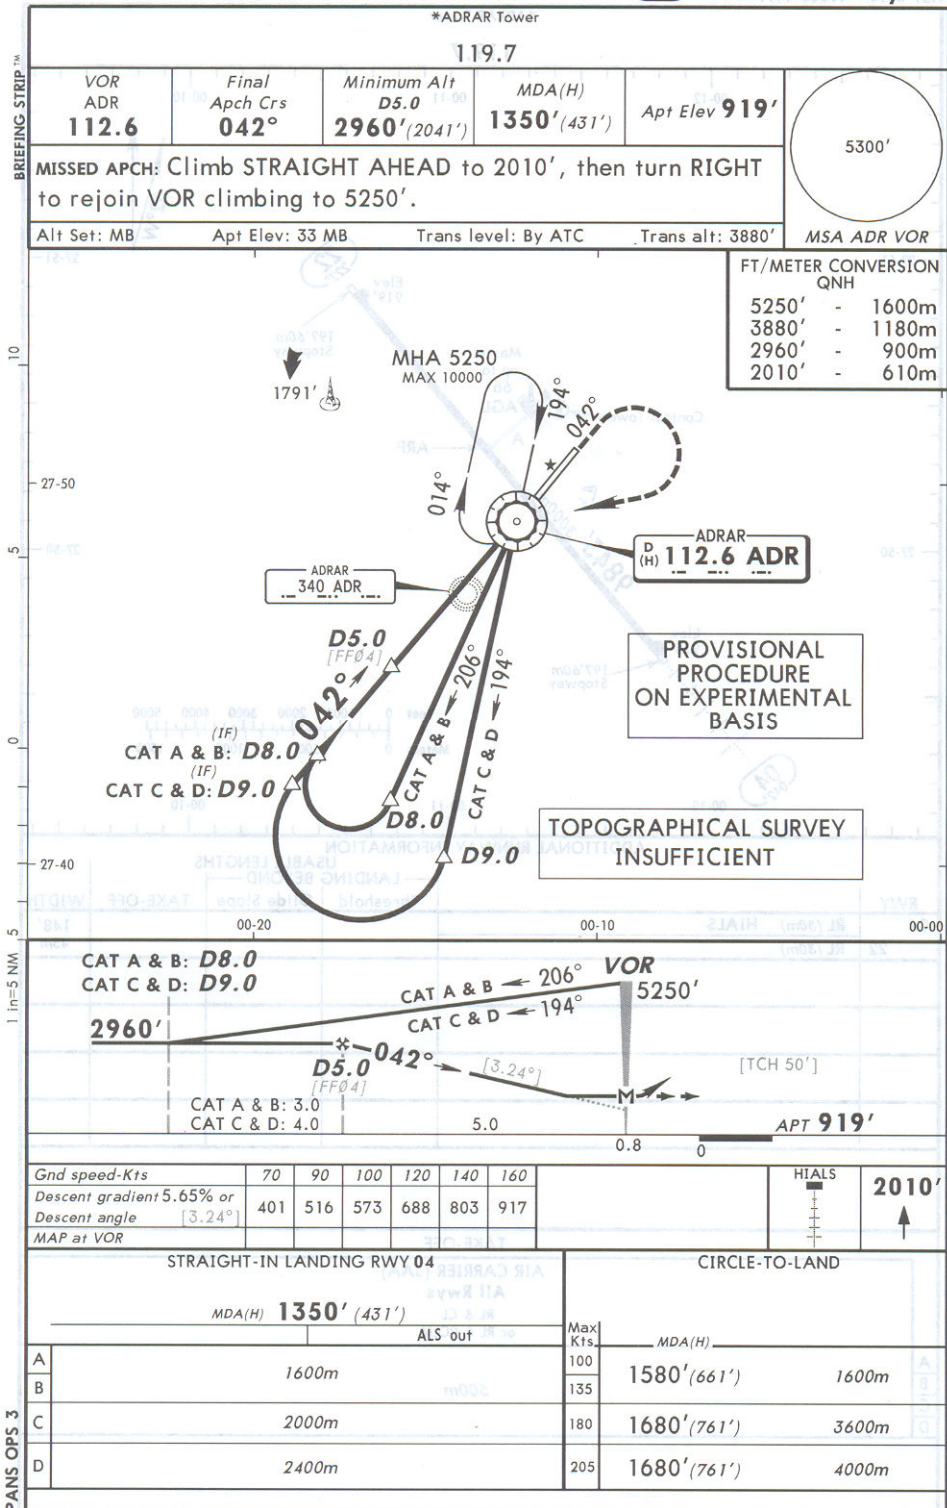 *ADRAR Tower
119.7
BRIEFING STRIP™
VOR
ADR
112.6
Final
Apch Crs
042°
Minimum Alt
D5.0
2960' (2041')
MDA(H)
1350' (431')
Apt Elev 919'
5300'
MSA ADR VOR
MISSED APCH: Climb STRAIGHT AHEAD to 2010', then turn RIGHT
to rejoin VOR climbing to 5250'.
Alt Set: MB Apt Elev: 33 MB Trans level: By ATC Trans alt: 3880'
FT/METER CONVERSION
QNH
5250' - 1600m
3880' - 1180m
2960' - 900m
2010' - 610m
MHA 5250
MAX 10000
1791'
194°
042°
014°
27-50
ADRAR
D
(H) 112.6 ADR
ADRAR
340 ADR
D5.0
[FF04]
042°
PROVISIONAL
PROCEDURE
ON EXPERIMENTAL
BASIS
(IF)
CAT A & B: D8.0
(IF)
CAT C & D: D9.0
CAT A & B 206°
CAT C & D 194°
D8.0
D9.0
TOPOGRAPHICAL SURVEY
INSUFFICIENT
27-40
00-20
00-10
00-00
10
5
0
5
1 in=5 NM
CAT A & B: D8.0
CAT C & D: D9.0
CAT A & B 206°
CAT C & D 194°
VOR
5250'
2960'
D5.0
[FF04]
042°
[3.24°]
[TCH 50']
M
CAT A & B: 3.0
CAT C & D: 4.0
5.0
0.8
0
APT 919'
Gnd speed-Kts 70 90 100 120 140 160
Descent gradient 5.65% or
Descent angle [3.24°] 401 516 573 688 803 917
MAP at VOR
HIALS
2010'
STRAIGHT-IN LANDING RWY 04
CIRCLE-TO-LAND
MDA(H) 1350' (431')
ALS out
Max
Kts
MDA(H)
A
B
1600m
100
135
1580' (661') 1600m
C 2000m
180 1680' (761') 3600m
D 2400m
205 1680' (761') 4000m
PANS OPS 3